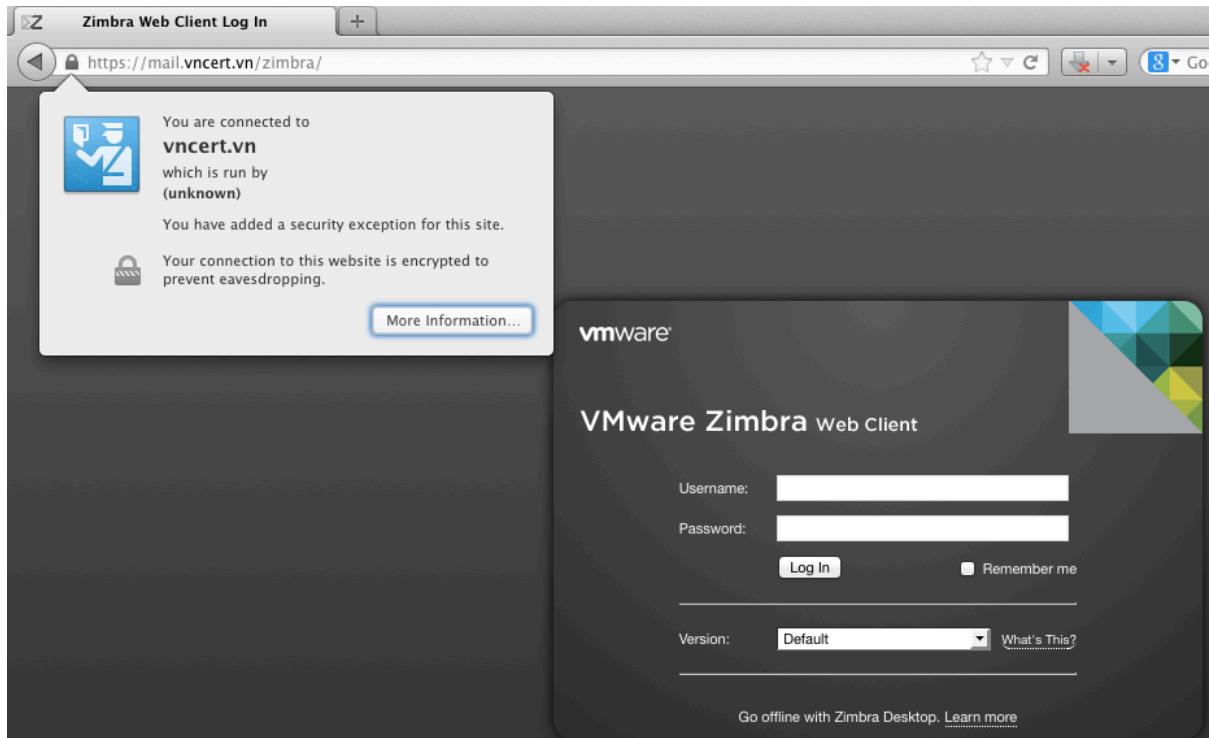 Zimbra Web Client Log In
+
https://mail.vncert.vn/zimbra/
8
Go
You are connected to
vncert.vn
which is run by
(unknown)
You have added a security exception for this site.
Your connection to this website is encrypted to
prevent eavesdropping.
More Information...
vmware®
VMware Zimbra Web Client
Username:
Password:
Log In
Remember me
Version:
Default
What's This?
Go offline with Zimbra Desktop. Learn more